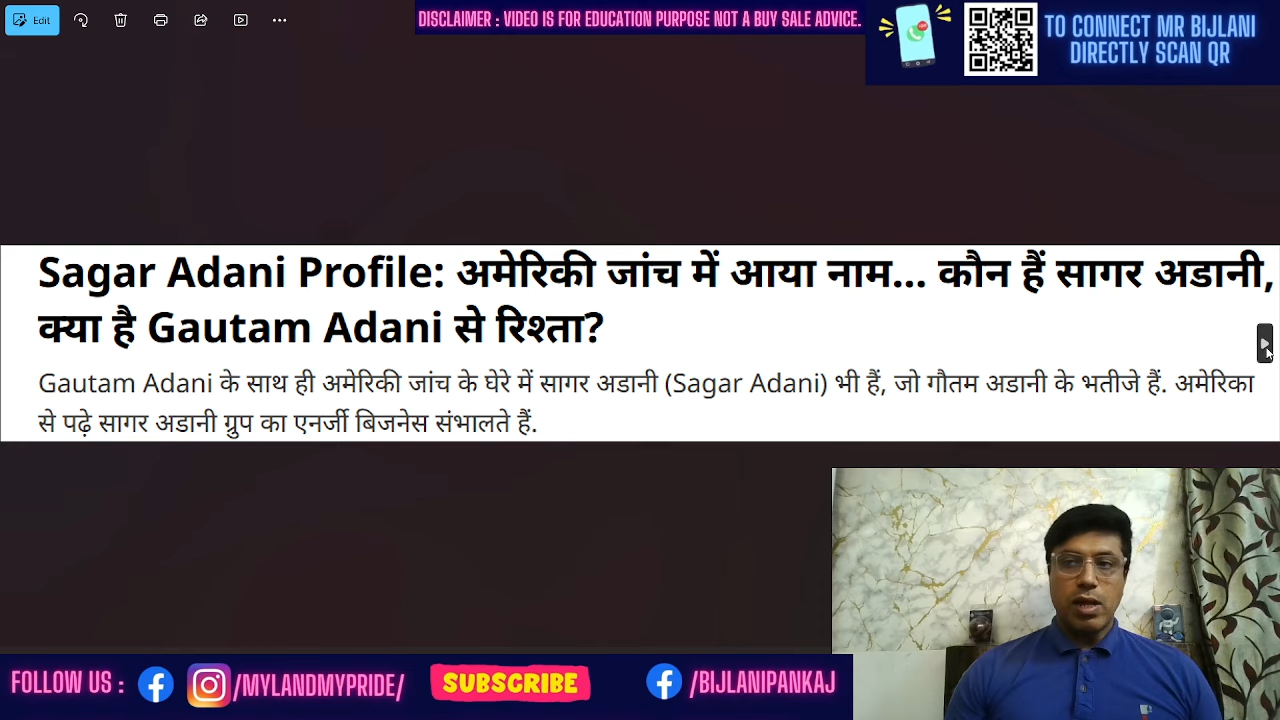 Edit
DISCLAIMER : VIDEO IS FOR EDUCATION PURPOSE NOT A BUY SALE ADVICE.
TO CONNECT MR BIJLANI
DIRECTLY SCAN QR
Sagar Adani Profile: अमेरिकी जांच में आया नाम... कौन हैं सागर अडानी,
क्या है Gautam Adani से रिश्ता?
Gautam Adani के साथ ही अमेरिकी जांच के घेरे में सागर अडानी (Sagar Adani) भी हैं, जो गौतम अडानी के भतीजे हैं. अमेरिका
से पढ़े सागर अडानी ग्रुप का एनर्जी बिजनेस संभालते हैं.
FOLLOW US : /MYLANDMYPRIDE/ SUBSCRIBE /BIJLANIPANKAJ